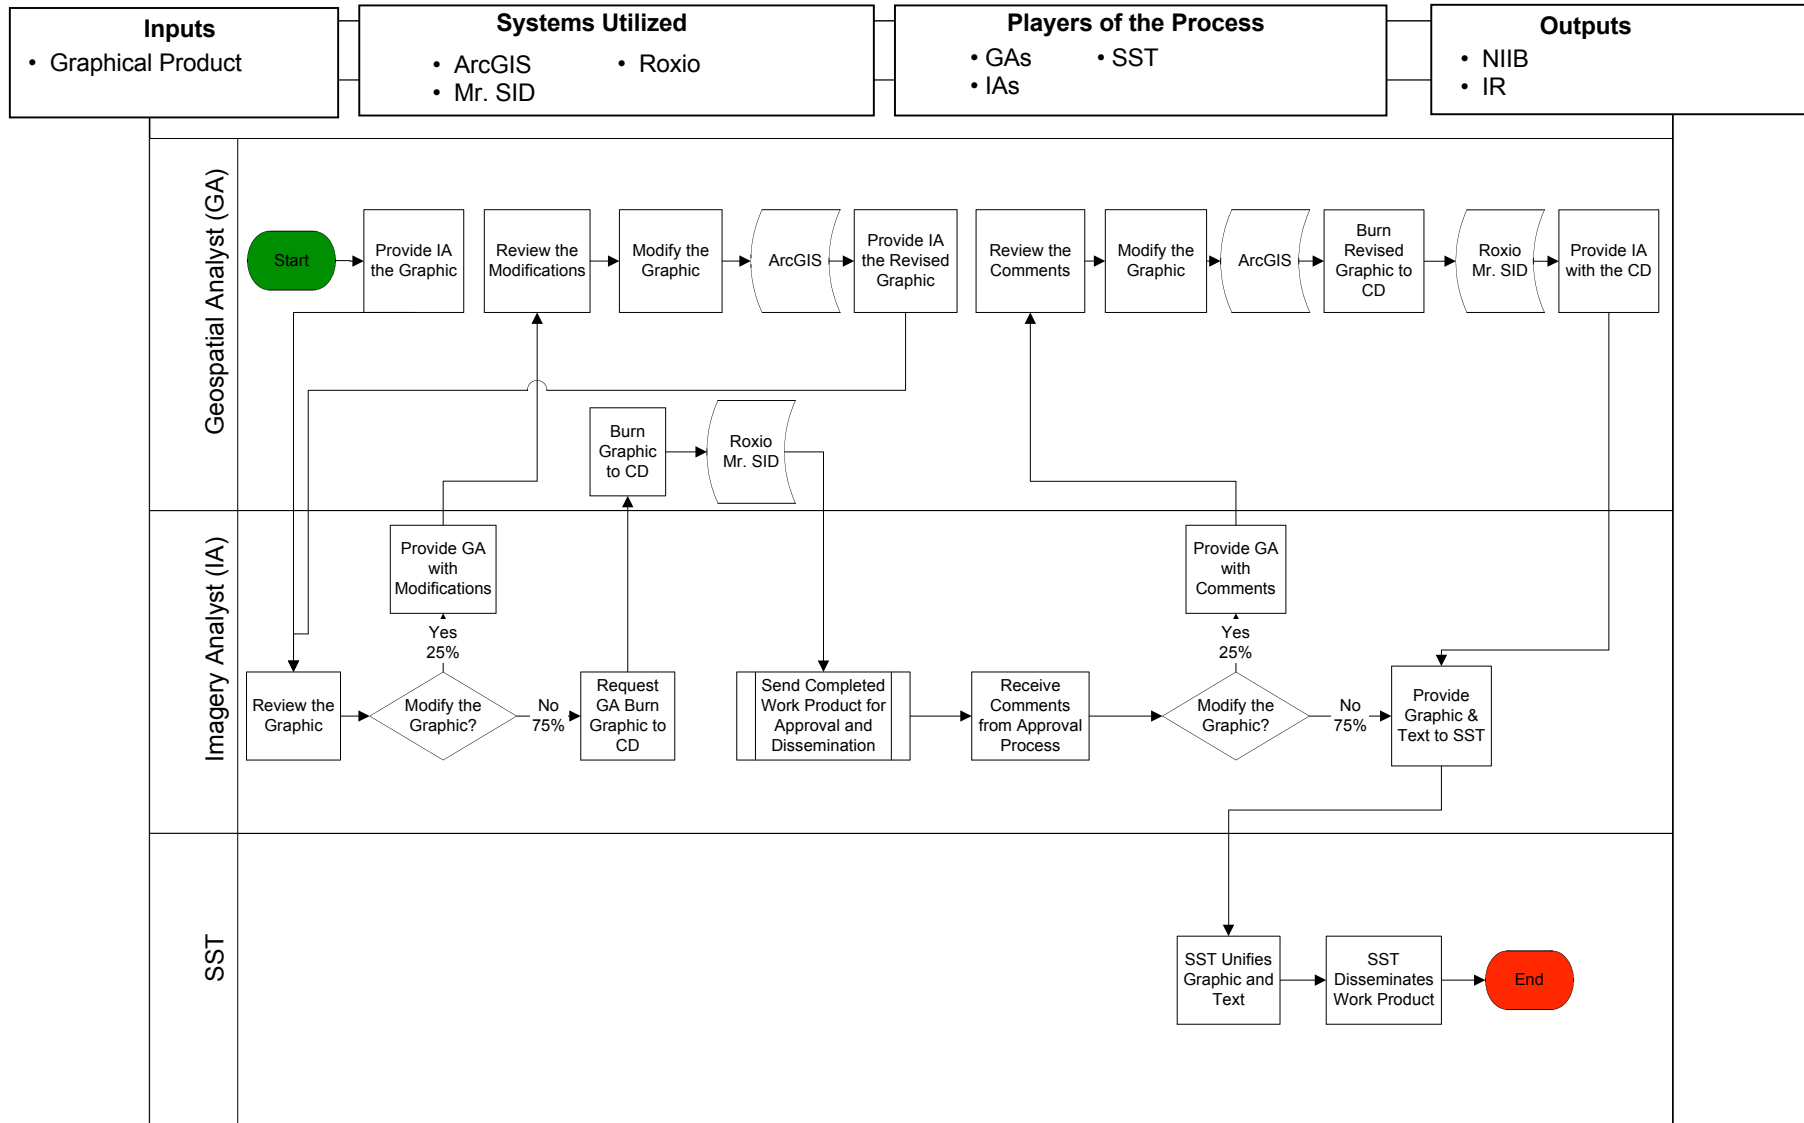 Inputs
• Graphical Product
Systems Utilized
• ArcGIS
• Roxio
• Mr. SID
Players of the Process
• GAs
• SST
• IAs
Outputs
• NIIB
• IR
Geospatial Analyst (GA)
Start
Provide IA
the Graphic
Review the
Modifications
Modify the
Graphic
ArcGIS
Provide IA
the Revised
Graphic
Review the
Comments
Modify the
Graphic
ArcGIS
Burn
Revised
Graphic to
CD
Roxio
Mr. SID
Provide IA
with the CD
Burn
Graphic
to CD
Roxio
Mr. SID
Imagery Analyst (IA)
Provide GA
with
Modifications
Yes
25%
Review the
Graphic
Modify the
Graphic?
No
75%
Request
GA Burn
Graphic to
CD
Send Completed
Work Product for
Approval and
Dissemination
Receive
Comments
from Approval
Process
Provide GA
with
Comments
Yes
25%
Modify the
Graphic?
No
75%
Provide
Graphic &
Text to SST
SST
SST Unifies
Graphic and
Text
SST
Disseminates
Work Product
End